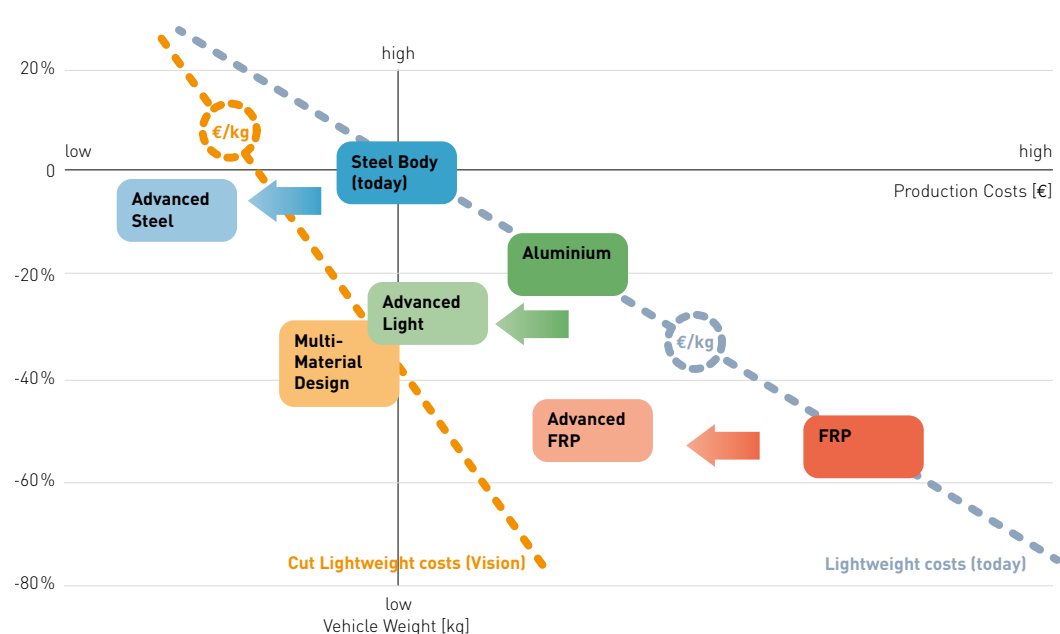 high
20%
€/kg
low
high
0
Steel Body
(today)
Production Costs [€]
Advanced
Steel
Aluminium
-20%
Advanced
Light
Multi-
Material
Design
€/kg
-40%
Advanced
FRP
FRP
-60%
Cut Lightweight costs (Vision)
Lightweight costs (today)
-80%
low
Vehicle Weight [kg]